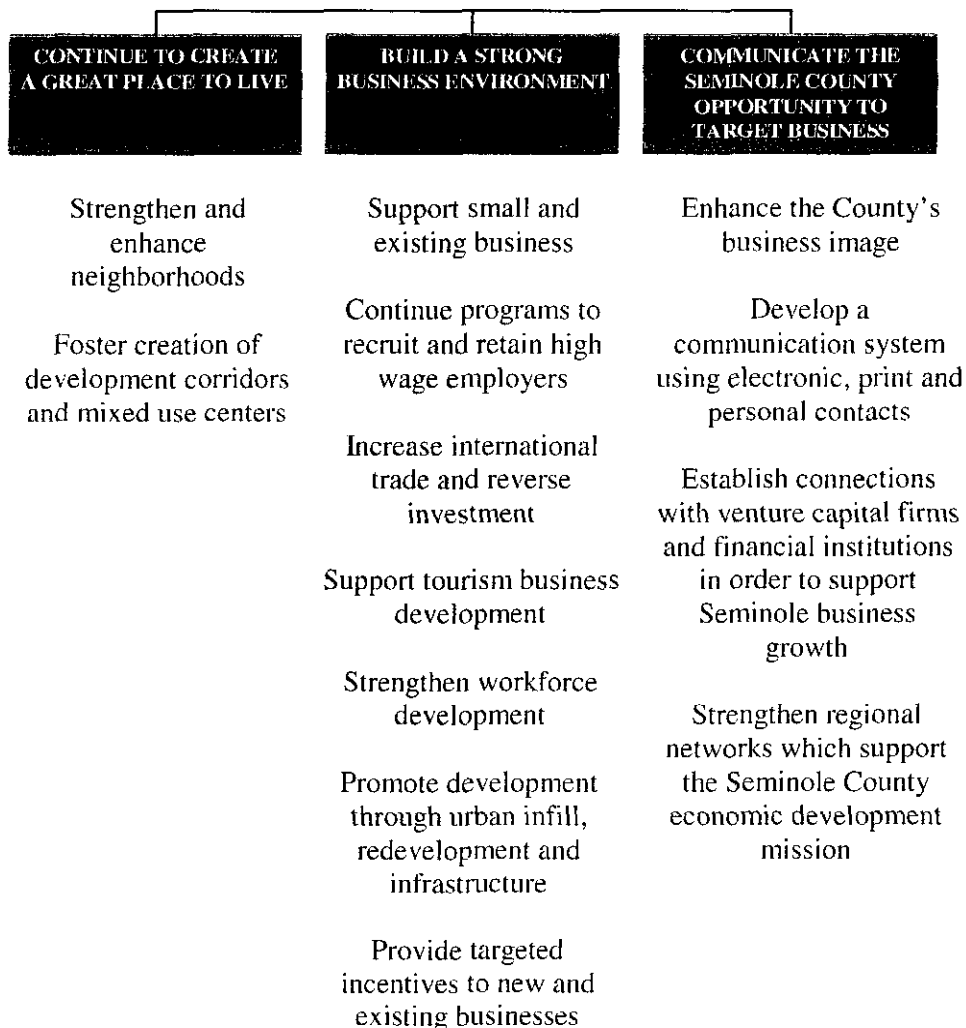 CONTINUE TO CREATE
A GREAT PLACE TO LIVE
Strengthen and
enhance
neighborhoods
Foster creation of
development corridors
and mixed use centers
BUILD A STRONG
BUSINESS ENVIRONMENT
Support small and
existing business
Continue programs to
recruit and retain high
wage employers
Increase international
trade and reverse
investment
Support tourism business
development
Strengthen workforce
development
Promote development
through urban infill,
redevelopment and
infrastructure
Provide targeted
incentives to new and
existing businesses
COMMUNICATE THE
SEMINOLE COUNTY
OPPORTUNITY TO
TARGET BUSINESS
Enhance the County's
business image
Develop a
communication system
using electronic, print and
personal contacts
Establish connections
with venture capital firms
and financial institutions
in order to support
Seminole business
growth
Strengthen regional
networks which support
the Seminole County
economic development
mission